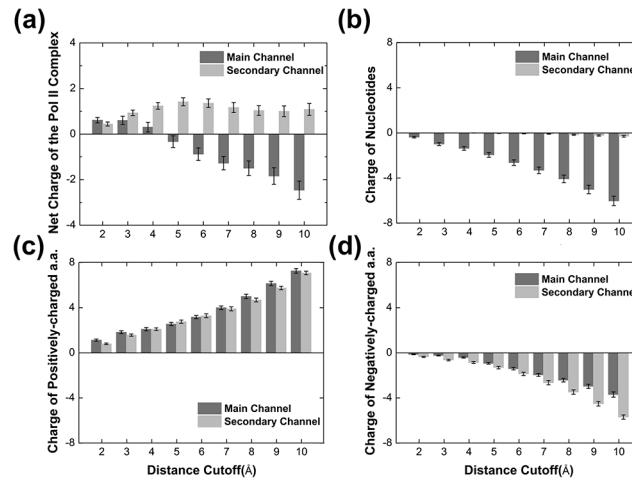 (a)
Net Charge of the Pol II Complex
4
2
0
-2
-4
Main Channel
Secondary Channel
2 3 4 5 6 7 8 9 10
(b)
Charge of Nucleotides
8
4
0
-4
-8
Main Channel
Secondary Channel
2 3 4 5 6 7 8 9 10
(c)
Charge of Positively-charged a.a.
8
4
0
-4
-8
Main Channel
Secondary Channel
2 3 4 5 6 7 8 9 10
Distance Cutoff(Å)
(d)
Charge of Negatively-charged a.a.
8
4
0
-4
-8
Main Channel
Secondary Channel
2 3 4 5 6 7 8 9 10
Distance Cutoff(Å)